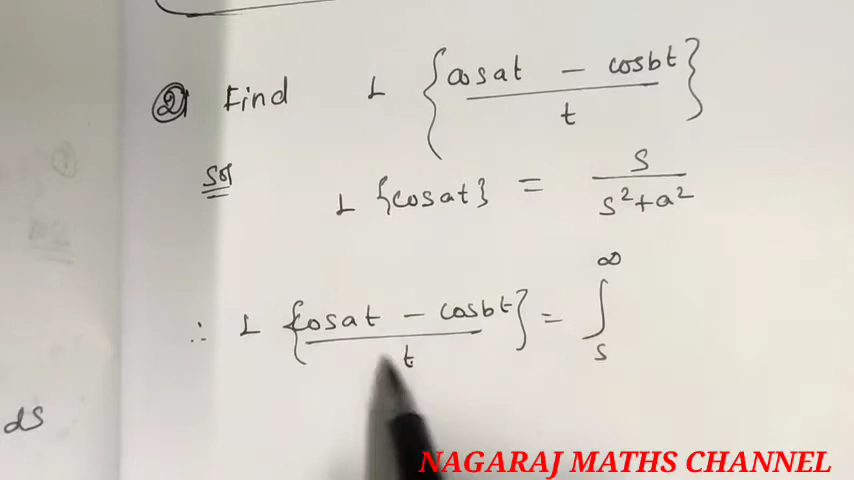 ② Find L { cosat - cosbt / t }
Sol
L {cosat} = s / s²+a²
∴ L { cosat - cosbt / t } = ∫ₛ^∞
ds
NAGARAJ MATHS CHANNEL